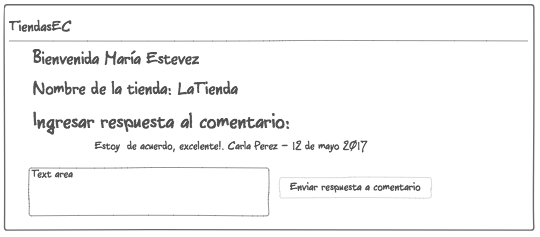 TiendasEC
Bienvenida María Estevez
Nombre de la tienda: LaTienda
Ingresar respuesta al comentario:
Estoy de acuerdo, excelente!. Carla Perez - 12 de mayo 2017
Text area
Enviar respuesta a comentario